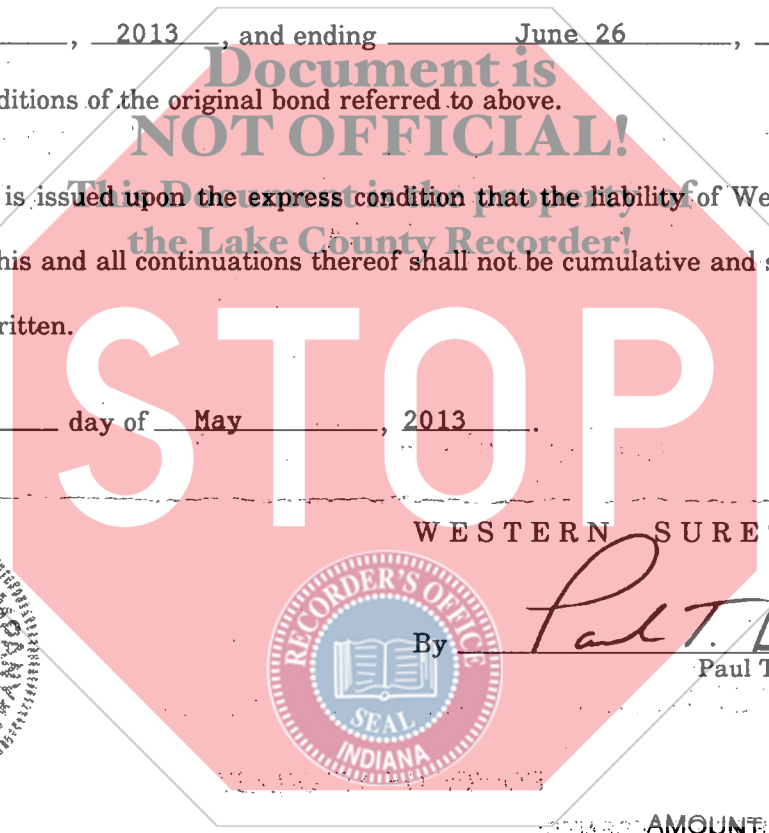 , 2013 , and ending June 26 ,
Document is
ditions of the original bond referred to above.
NOT OFFICIAL!
is issued upon the express condition that the liability of We
This Document is the property of
the Lake County Recorder!
his and all continuations thereof shall not be cumulative and s
ritten.
STOP
day of May , 2013 .
WESTERN SURE
RECORDER'S OFFICE
SEAL
INDIANA
By Paul T.
Paul T
AMOUNT